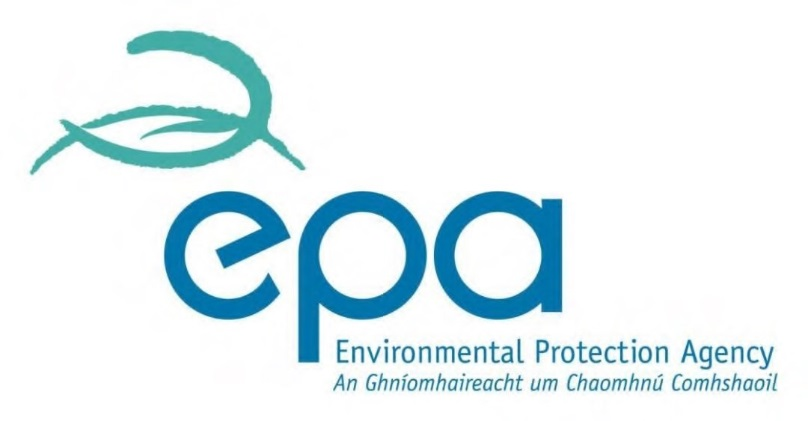 epa
Environmental Protection Agency
An Ghníomhaireacht um Chaomhnú Comhshaoil